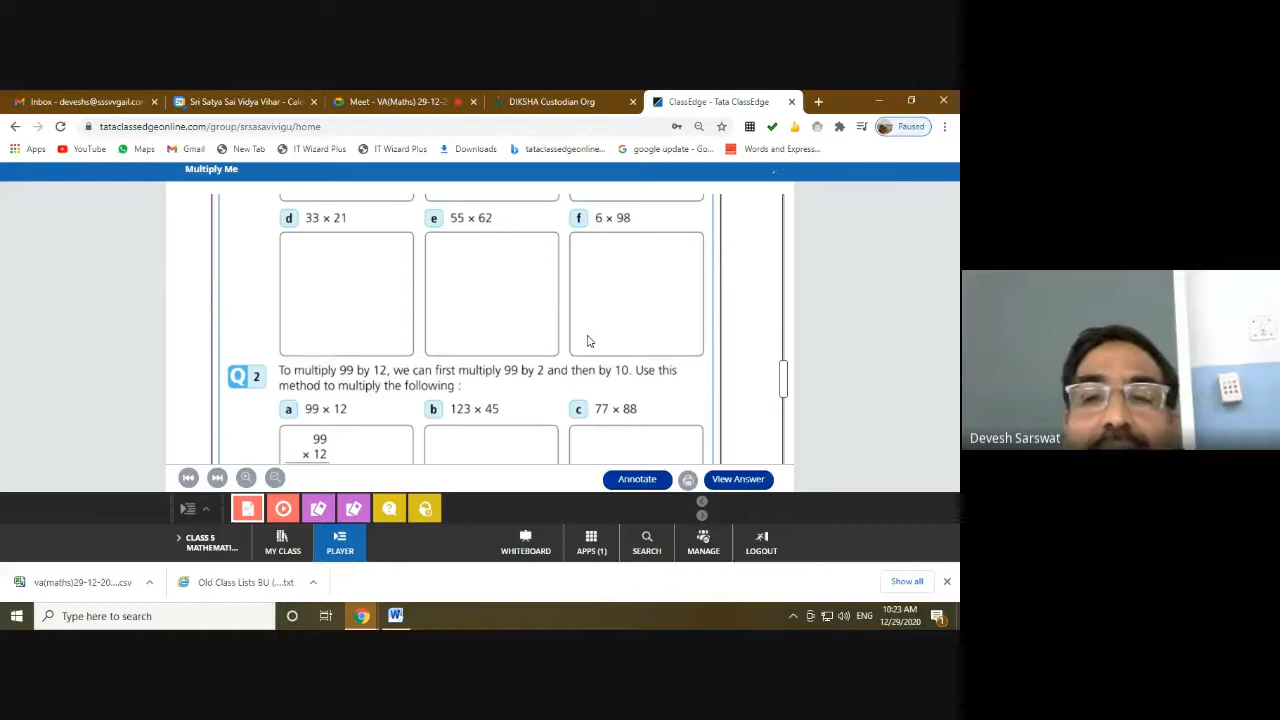 Inbox - deveshs@sssvvgail.con
Sri Satya Sai Vidya Vihar - Cale
Meet - VA(Maths) 29-12-2
DIKSHA Custodian Org
ClassEdge - Tata ClassEdge
tataclassedgeonline.com/group/srsasavivigu/home
Paused
Apps
YouTube
Maps
Gmail
New Tab
IT Wizard Plus
IT Wizard Plus
Downloads
tataclassedgeonline...
google update - Go...
Words and Express...
Multiply Me
d 33 × 21
e 55 × 62
f 6 × 98
Q 2 To multiply 99 by 12, we can first multiply 99 by 2 and then by 10. Use this
method to multiply the following :
a 99 × 12
b 123 × 45
c 77 × 88
99
× 12
Annotate
View Answer
CLASS 5
MATHEMATI...
MY CLASS
PLAYER
WHITEBOARD
APPS (1)
SEARCH
MANAGE
LOGOUT
va(maths)29-12-20....csv
Old Class Lists BU (....txt
Show all
Type here to search
ENG
10:23 AM
12/29/2020
1
Devesh Sarswat